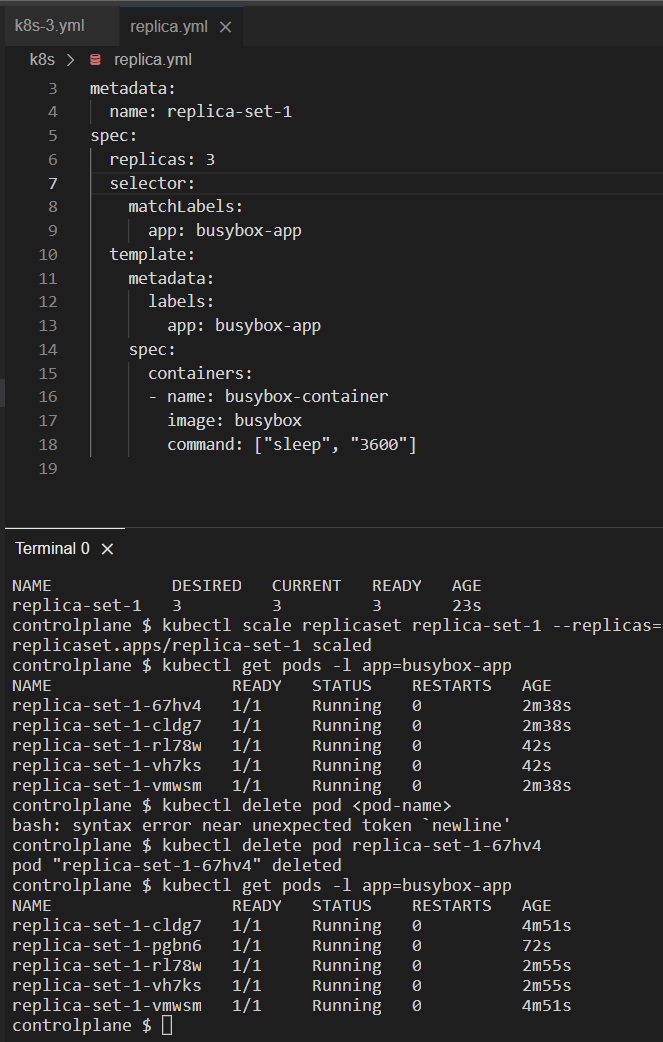 k8s-3.yml replica.yml ×
k8s > replica.yml
3 metadata:
4 name: replica-set-1
5 spec:
6 replicas: 3
7 selector:
8 matchLabels:
9 app: busybox-app
10 template:
11 metadata:
12 labels:
13 app: busybox-app
14 spec:
15 containers:
16 - name: busybox-container
17 image: busybox
18 command: ["sleep", "3600"]
19
Terminal 0 ×
NAME DESIRED CURRENT READY AGE
replica-set-1 3 3 3 23s
controlplane $ kubectl scale replicaset replica-set-1 --replicas=
replicaset.apps/replica-set-1 scaled
controlplane $ kubectl get pods -l app=busybox-app
NAME READY STATUS RESTARTS AGE
replica-set-1-67hv4 1/1 Running 0 2m38s
replica-set-1-cldg7 1/1 Running 0 2m38s
replica-set-1-rl78w 1/1 Running 0 42s
replica-set-1-vh7ks 1/1 Running 0 42s
replica-set-1-vmwsm 1/1 Running 0 2m38s
controlplane $ kubectl delete pod <pod-name>
bash: syntax error near unexpected token `newline'
controlplane $ kubectl delete pod replica-set-1-67hv4
pod "replica-set-1-67hv4" deleted
controlplane $ kubectl get pods -l app=busybox-app
NAME READY STATUS RESTARTS AGE
replica-set-1-cldg7 1/1 Running 0 4m51s
replica-set-1-pgbn6 1/1 Running 0 72s
replica-set-1-rl78w 1/1 Running 0 2m55s
replica-set-1-vh7ks 1/1 Running 0 2m55s
replica-set-1-vmwsm 1/1 Running 0 4m51s
controlplane $